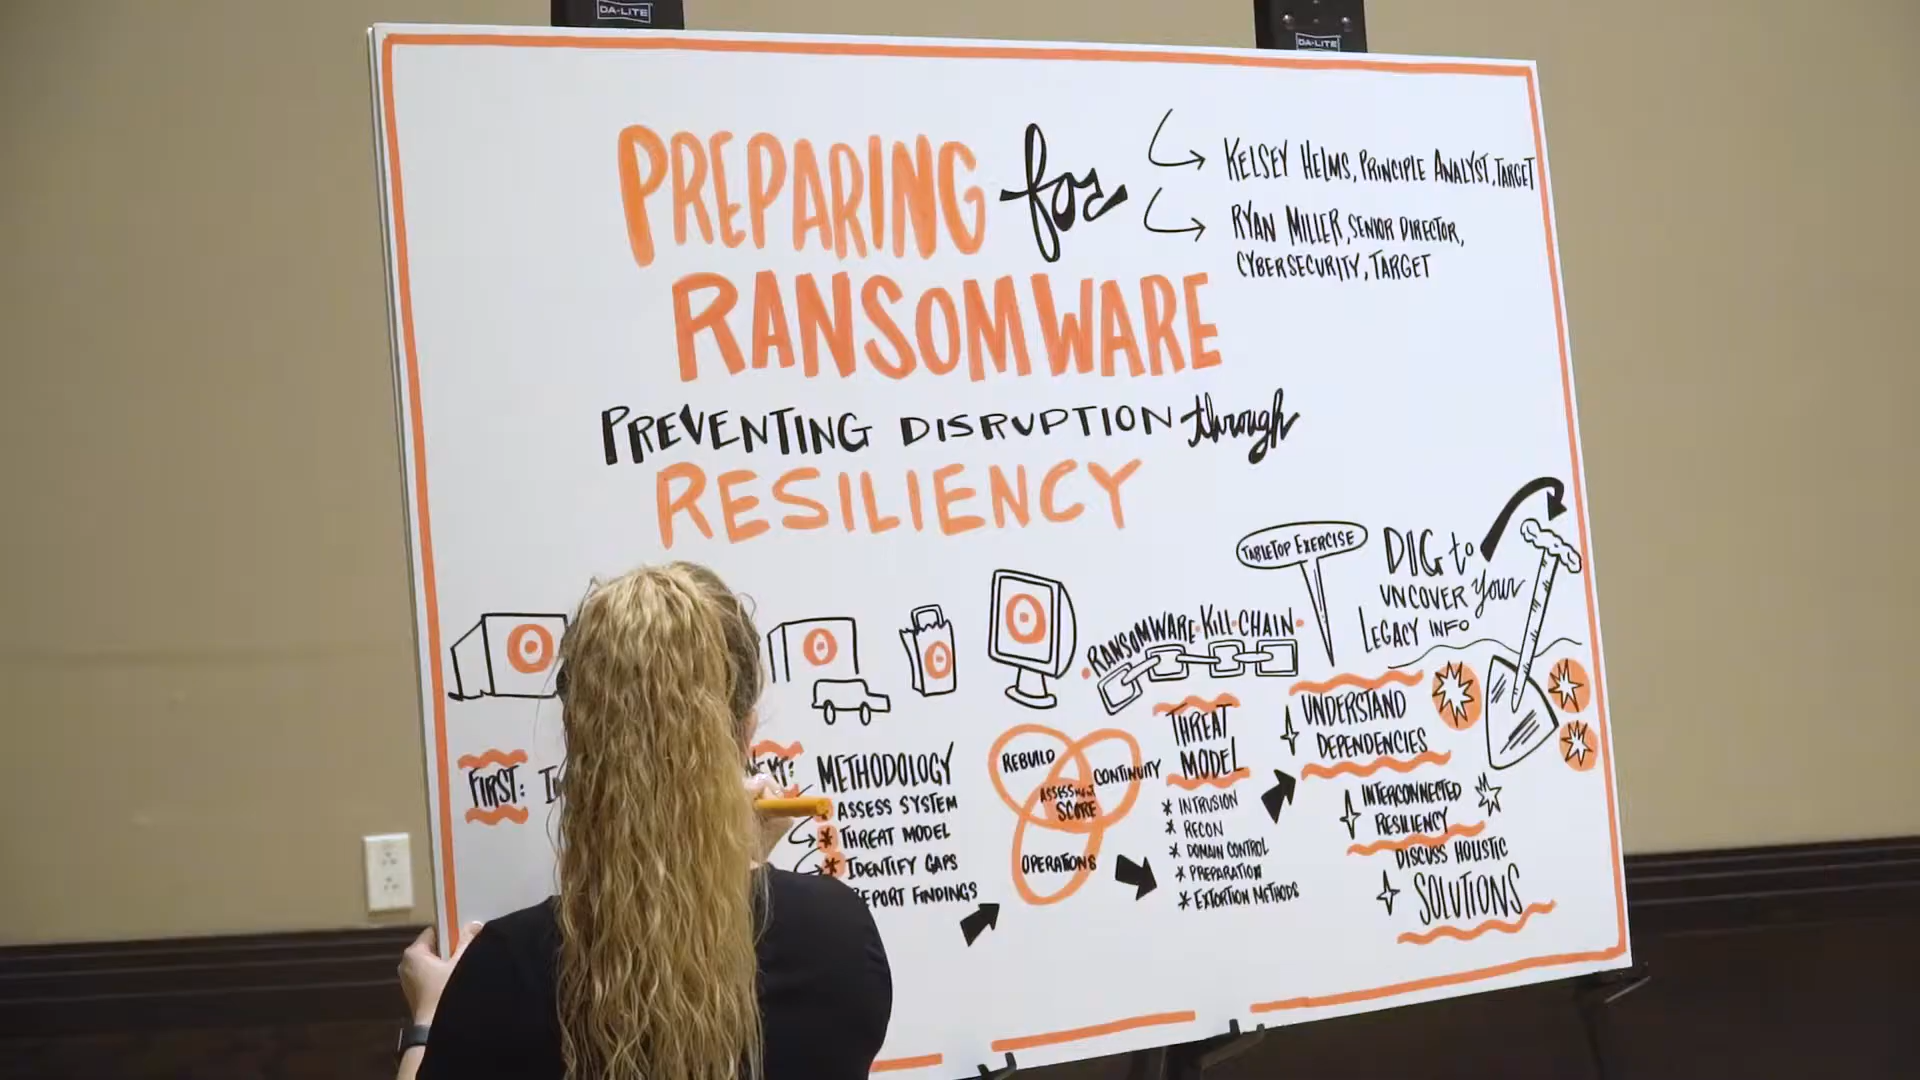 DA-LITE
DA-LITE
PREPARING for
RANSOMWARE
KELSEY HELMS, PRINCIPLE ANALYST, TARGET
RYAN MILLER, SENIOR DIRECTOR,
CYBERSECURITY, TARGET
PREVENTING DISRUPTION through
RESILIENCY
TABLETOP EXERCISE
DIG to
UNCOVER your
LEGACY INFO
RANSOMWARE KILL CHAIN
FIRST:
METHODOLOGY
ASSESS SYSTEM
* THREAT MODEL
* IDENTIFY GAPS
FINDINGS
REBUILD
CONTINUITY
ASSESSMENT
SCORE
OPERATIONS
THREAT
MODEL
* INTRUSION
* RECON
* DOMAIN CONTROL
* PREPARATION
* EXTORTION METHODS
UNDERSTAND
DEPENDENCIES
INTERCONNECTED
RESILIENCY
DISCUSS HOLISTIC
SOLUTIONS